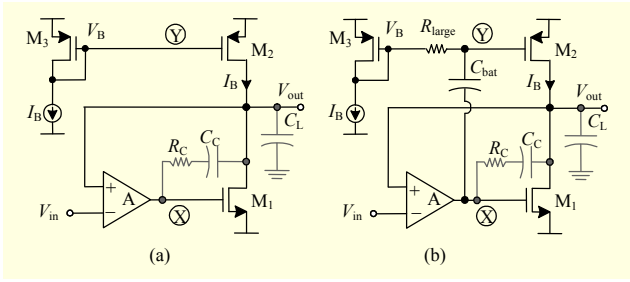 M3 VB Y M2
IB
Vout
IB
CL
RC CC
+
A
−
Vin
X
M1
(a)
M3 VB Rlarge Y M2
Cbat
IB
Vout
IB
CL
RC CC
+
A
−
Vin
X
M1
(b)